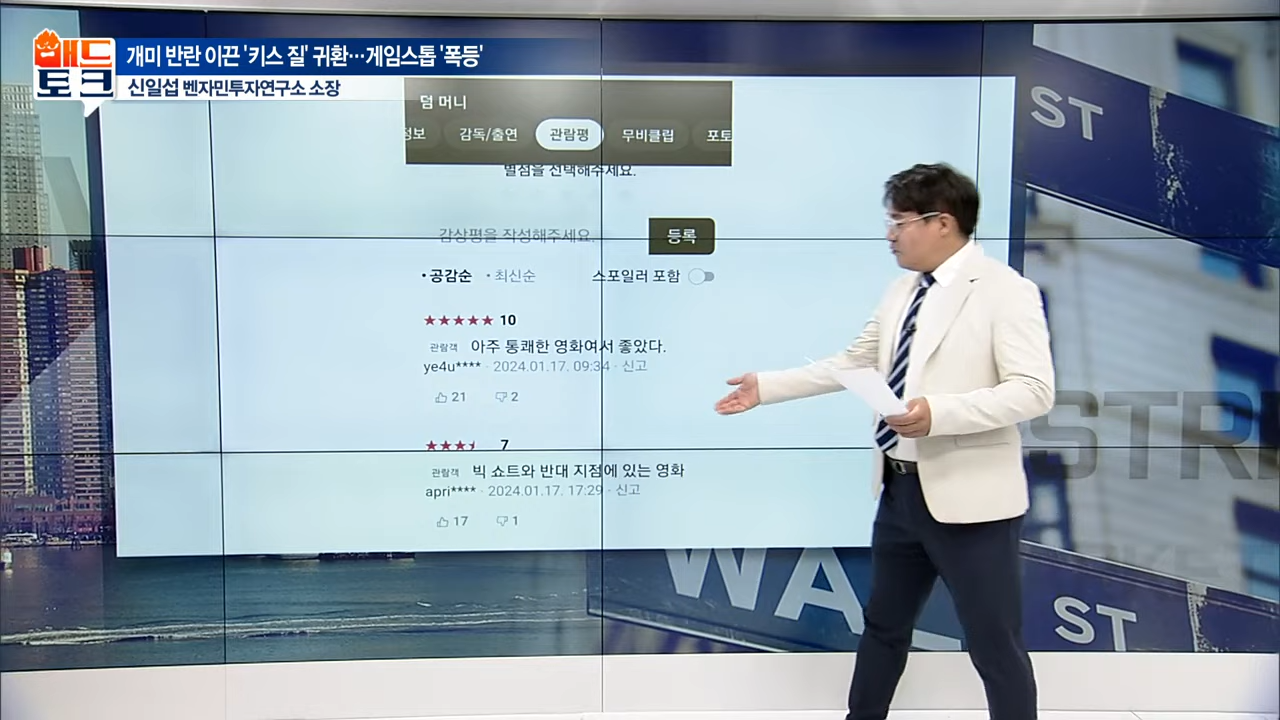 매드
토크
개미 반란 이끈 '키스 질' 귀환…게임스톱 '폭등'
신일섭 벤자민투자연구소 소장
덤 머니
정보 감독/출연 관람평 무비클립 포토
별점을 선택해주세요.
감상평을 작성해주세요.
등록
• 공감순 • 최신순 스포일러 포함
★★★★★ 10
관람객 아주 통쾌한 영화여서 좋았다.
ye4u**** · 2024.01.17. 09:34 · 신고
21 2
7
관람객 빅 쇼트와 반대 지점에 있는 영화
apri**** · 2024.01.17. 17:29 · 신고
17 1
ST
STRE
WA
ST